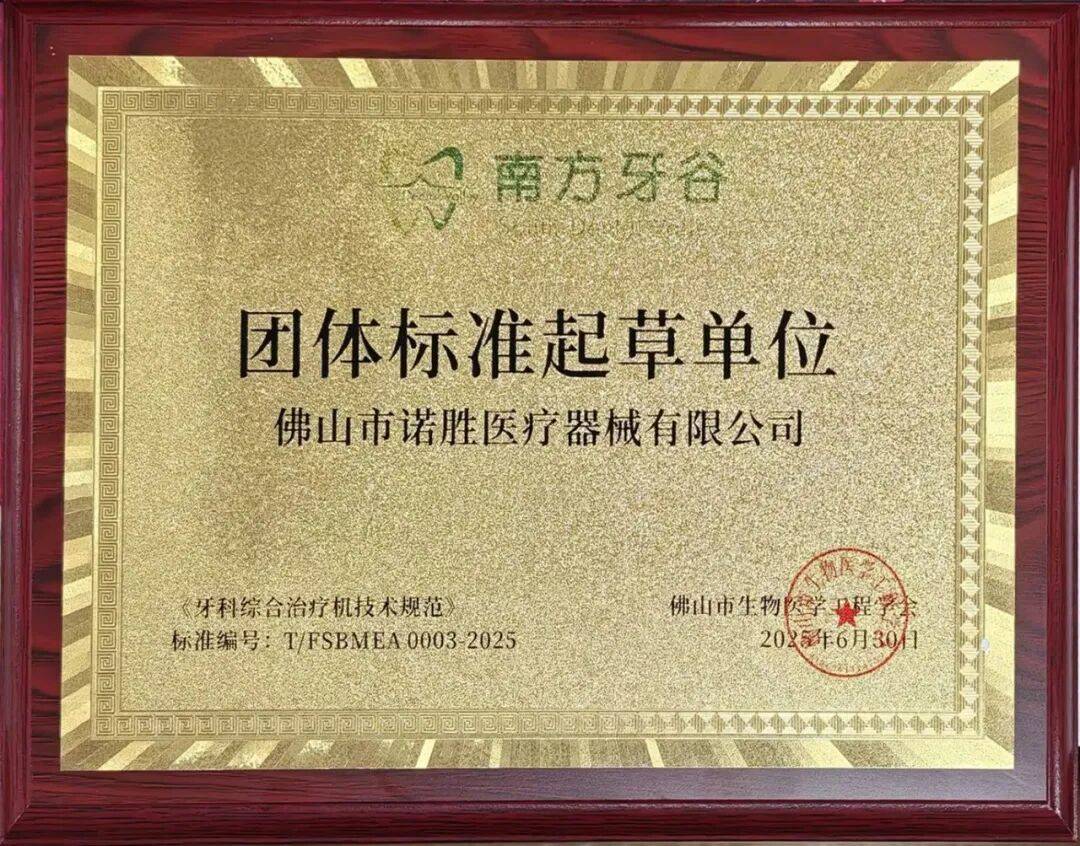 南方牙谷
团体标准起草单位
佛山市诺胜医疗器械有限公司
《牙科综合治疗机技术规范》
标准编号：T/FSBMEA 0003-2025
佛山市生物医学工程学会
2025年6月30日